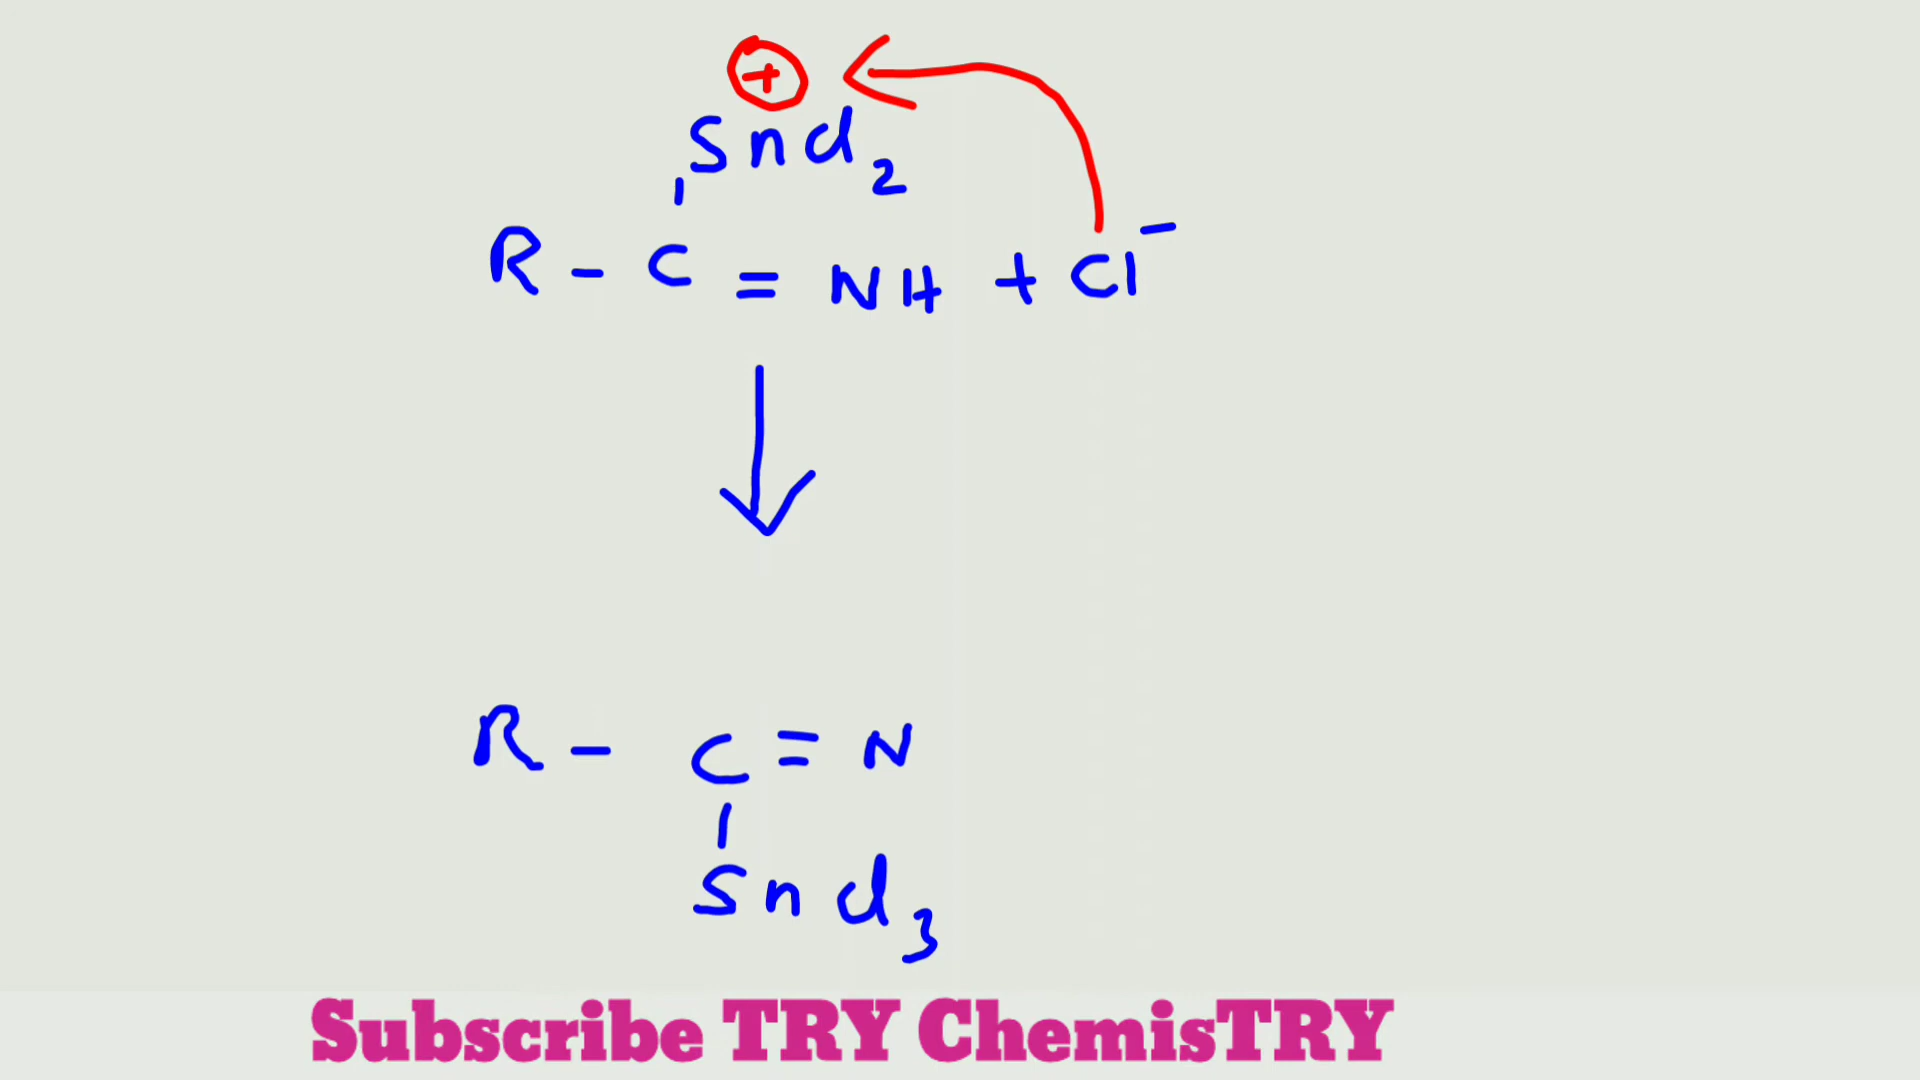 +
SnCl2
R - C = NH + Cl-
R - C = N
SnCl3
Subscribe TRY ChemisTRY